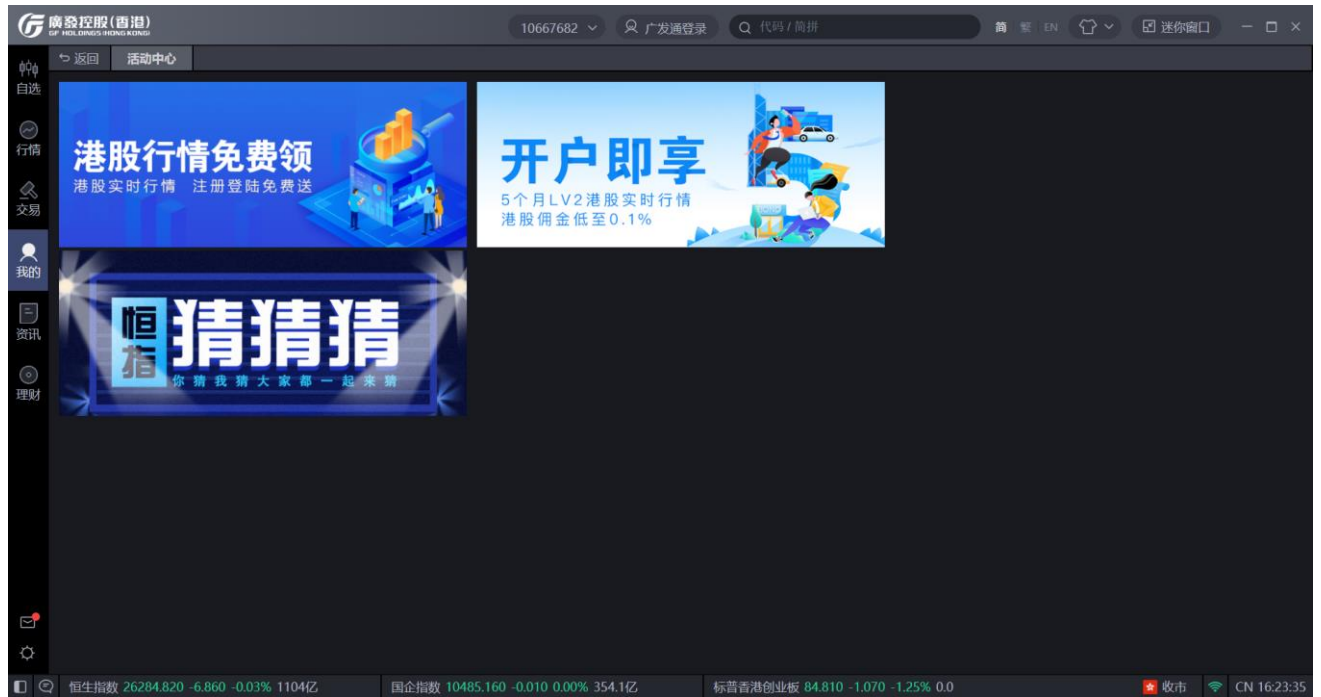 廣發控股(香港)
GF HOLDINGS (HONG KONG)
10667682
广发通登录
代码 / 简拼
简 繁 EN
迷你窗口
自选
返回
活动中心
行情
交易
我的
资讯
理财
港股行情免费领
港股实时行情 注册登陆免费送
开户即享
5个月LV2港股实时行情
港股佣金低至0.1%
恒指
猜猜猜
你猜我猜大家都一起来猜
恒生指数 26284.820 -6.860 -0.03% 1104亿
国企指数 10485.160 -0.010 0.00% 354.1亿
标普香港创业板 84.810 -1.070 -1.25% 0.0
收市
CN 16:23:35